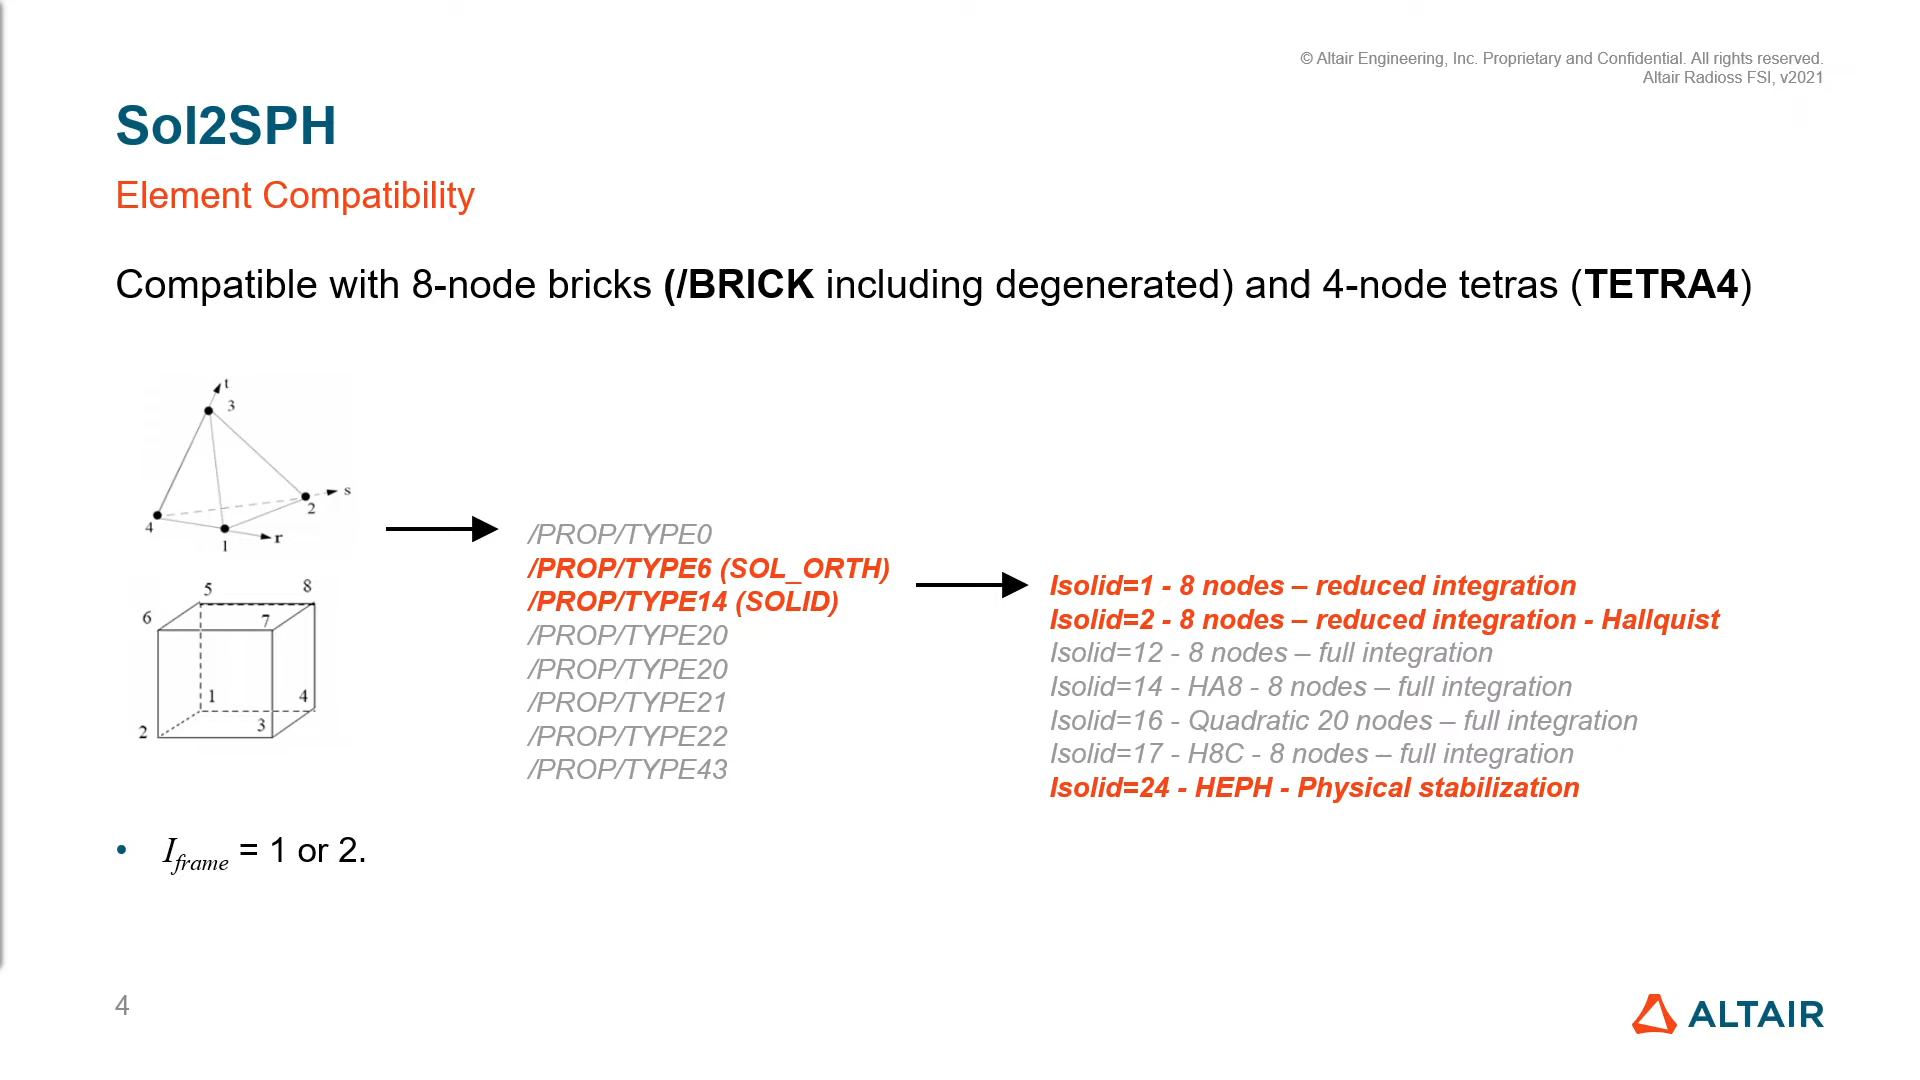 © Altair Engineering, Inc. Proprietary and Confidential. All rights reserved.
Altair Radioss FSI, v2021
Sol2SPH
Element Compatibility
Compatible with 8-node bricks (/BRICK including degenerated) and 4-node tetras (TETRA4)
t
3
s
2
4
1
r
5
8
6
7
1
4
2
3
/PROP/TYPE0
/PROP/TYPE6 (SOL_ORTH)
/PROP/TYPE14 (SOLID)
/PROP/TYPE20
/PROP/TYPE20
/PROP/TYPE21
/PROP/TYPE22
/PROP/TYPE43
Isolid=1 - 8 nodes – reduced integration
Isolid=2 - 8 nodes – reduced integration - Hallquist
Isolid=12 - 8 nodes – full integration
Isolid=14 - HA8 - 8 nodes – full integration
Isolid=16 - Quadratic 20 nodes – full integration
Isolid=17 - H8C - 8 nodes – full integration
Isolid=24 - HEPH - Physical stabilization
• Iframe = 1 or 2.
4
ALTAIR